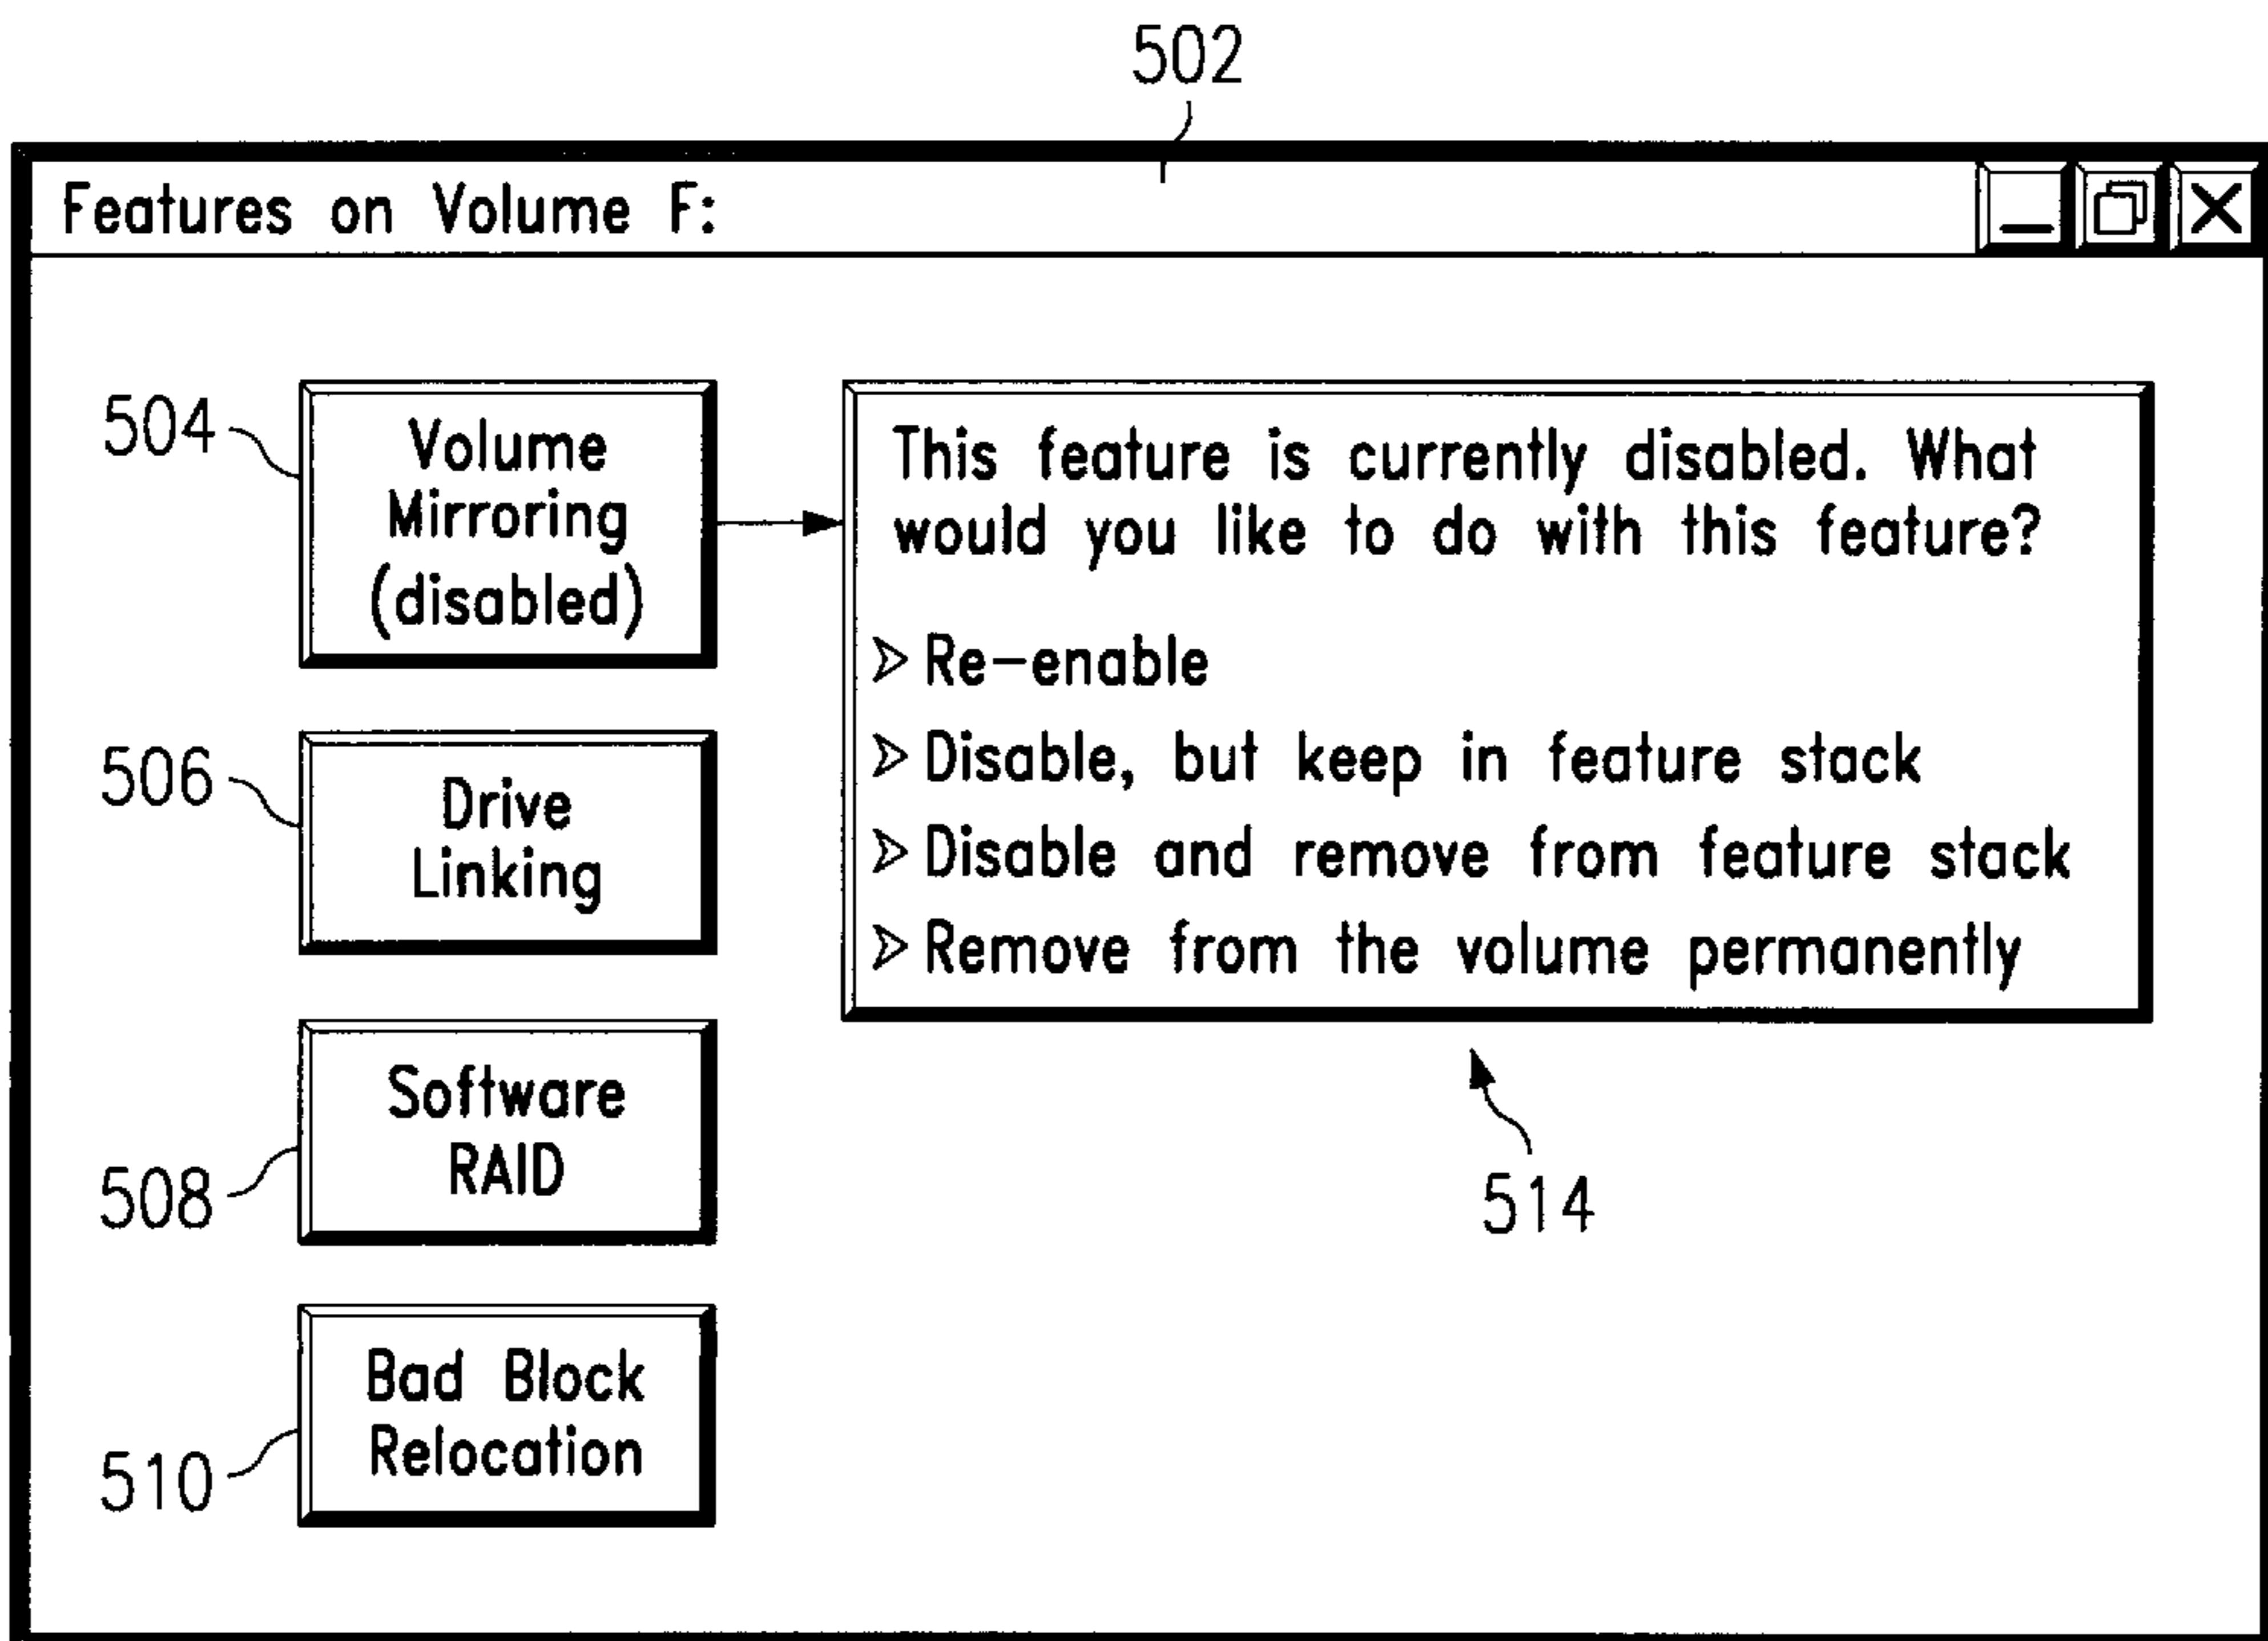 502
Features on Volume F:
504
Volume
Mirroring
(disabled)
This feature is currently disabled. What
would you like to do with this feature?
Re-enable
Disable, but keep in feature stack
Disable and remove from feature stack
Remove from the volume permanently
506
Drive
Linking
508
Software
RAID
514
510
Bad Block
Relocation